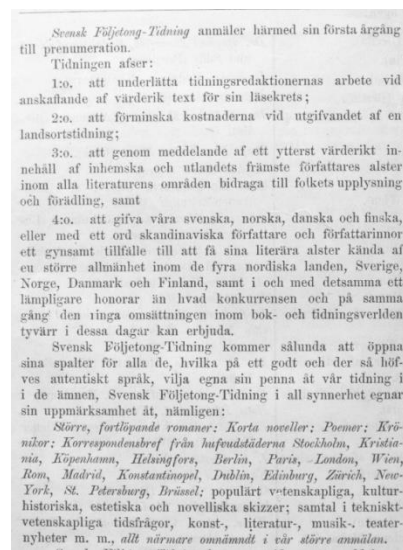 Svensk Följetong-Tidning anmäler härmed sin första årgång
till prenumeration.
Tidningen afser:
1:o. att underlätta tidningsredaktionernas arbete vid
anskaffande af värderik text för sin läsekrets;
2:o. att förminska kostnaderna vid utgifvandet af en
landsortstidning;
3:o. att genom meddelande af ett ytterst värderikt in-
nehåll af inhemska och utlandets främste författares alster
inom alla literaturens områden bidraga till folkets upplysning
och förädling, samt
4:o. att gifva våra svenska, norska, danska och finska,
eller med ett ord skandinaviska författare och författarinnor
ett gynsamt tillfälle till att få sina literära alster kända af
en större allmänhet inom de fyra nordiska landen, Sverige,
Norge, Danmark och Finland, samt i och med detsamma ett
lämpligare honorar än hvad konkurrensen och på samma
gång den ringa omsättningen inom bok- och tidningsverlden
tyvärr i dessa dagar kan erbjuda.
Svensk Följetong-Tidning kommer sålunda att öppna
sina spalter för alla de, hvilka på ett godt och der så höf-
ves autentiskt språk, vilja egna sin penna åt vår tidning i
i de ämnen, Svensk Följetong-Tidning i all synnerhet egnar
sin uppmärksamhet åt, nämligen:
Större, fortlöpande romaner: Korta noveller; Poemer; Krö-
nikor; Korrespondensbref från hufvudstäderna Stockholm, Kristia-
nia, Köpenhamn, Helsingfors, Berlin, Paris, London, Wien,
Rom, Madrid, Konstantinopel, Dublin, Edinburg, Zürich, New-
York, St. Petersburg, Brüssel; populärt vetenskapliga, kultur-
historiska, estetiska och novelliska skizzer; samtal i tekniskt-
vetenskapliga tidsfrågor, konst-, literatur-, musik-, teater-
nyheter m. m., allt närmare omnämndt i vår större anmälan.